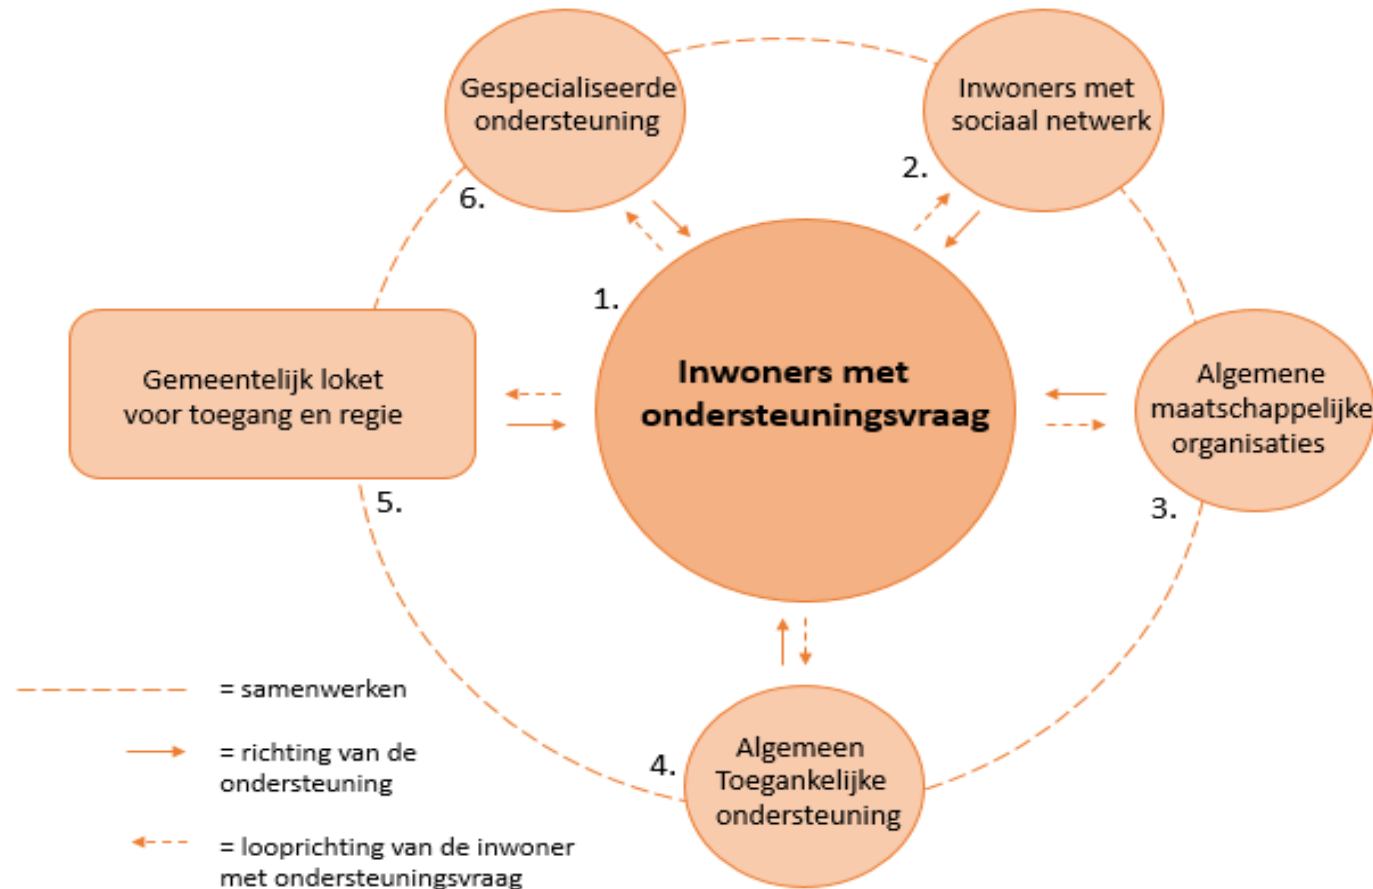 Gespecialiseerde
ondersteuning
Inwoners met
sociaal netwerk
2.
6.
1.
Inwoners met
ondersteuningsvraag
Gemeentelijk loket
voor toegang en regie
Algemene
maatschappelijke
organisaties
5.
3.
4.
Algemeen
Toegankelijke
ondersteuning
= samenwerken
= richting van de
ondersteuning
= looprichting van de inwoner
met ondersteuningsvraag